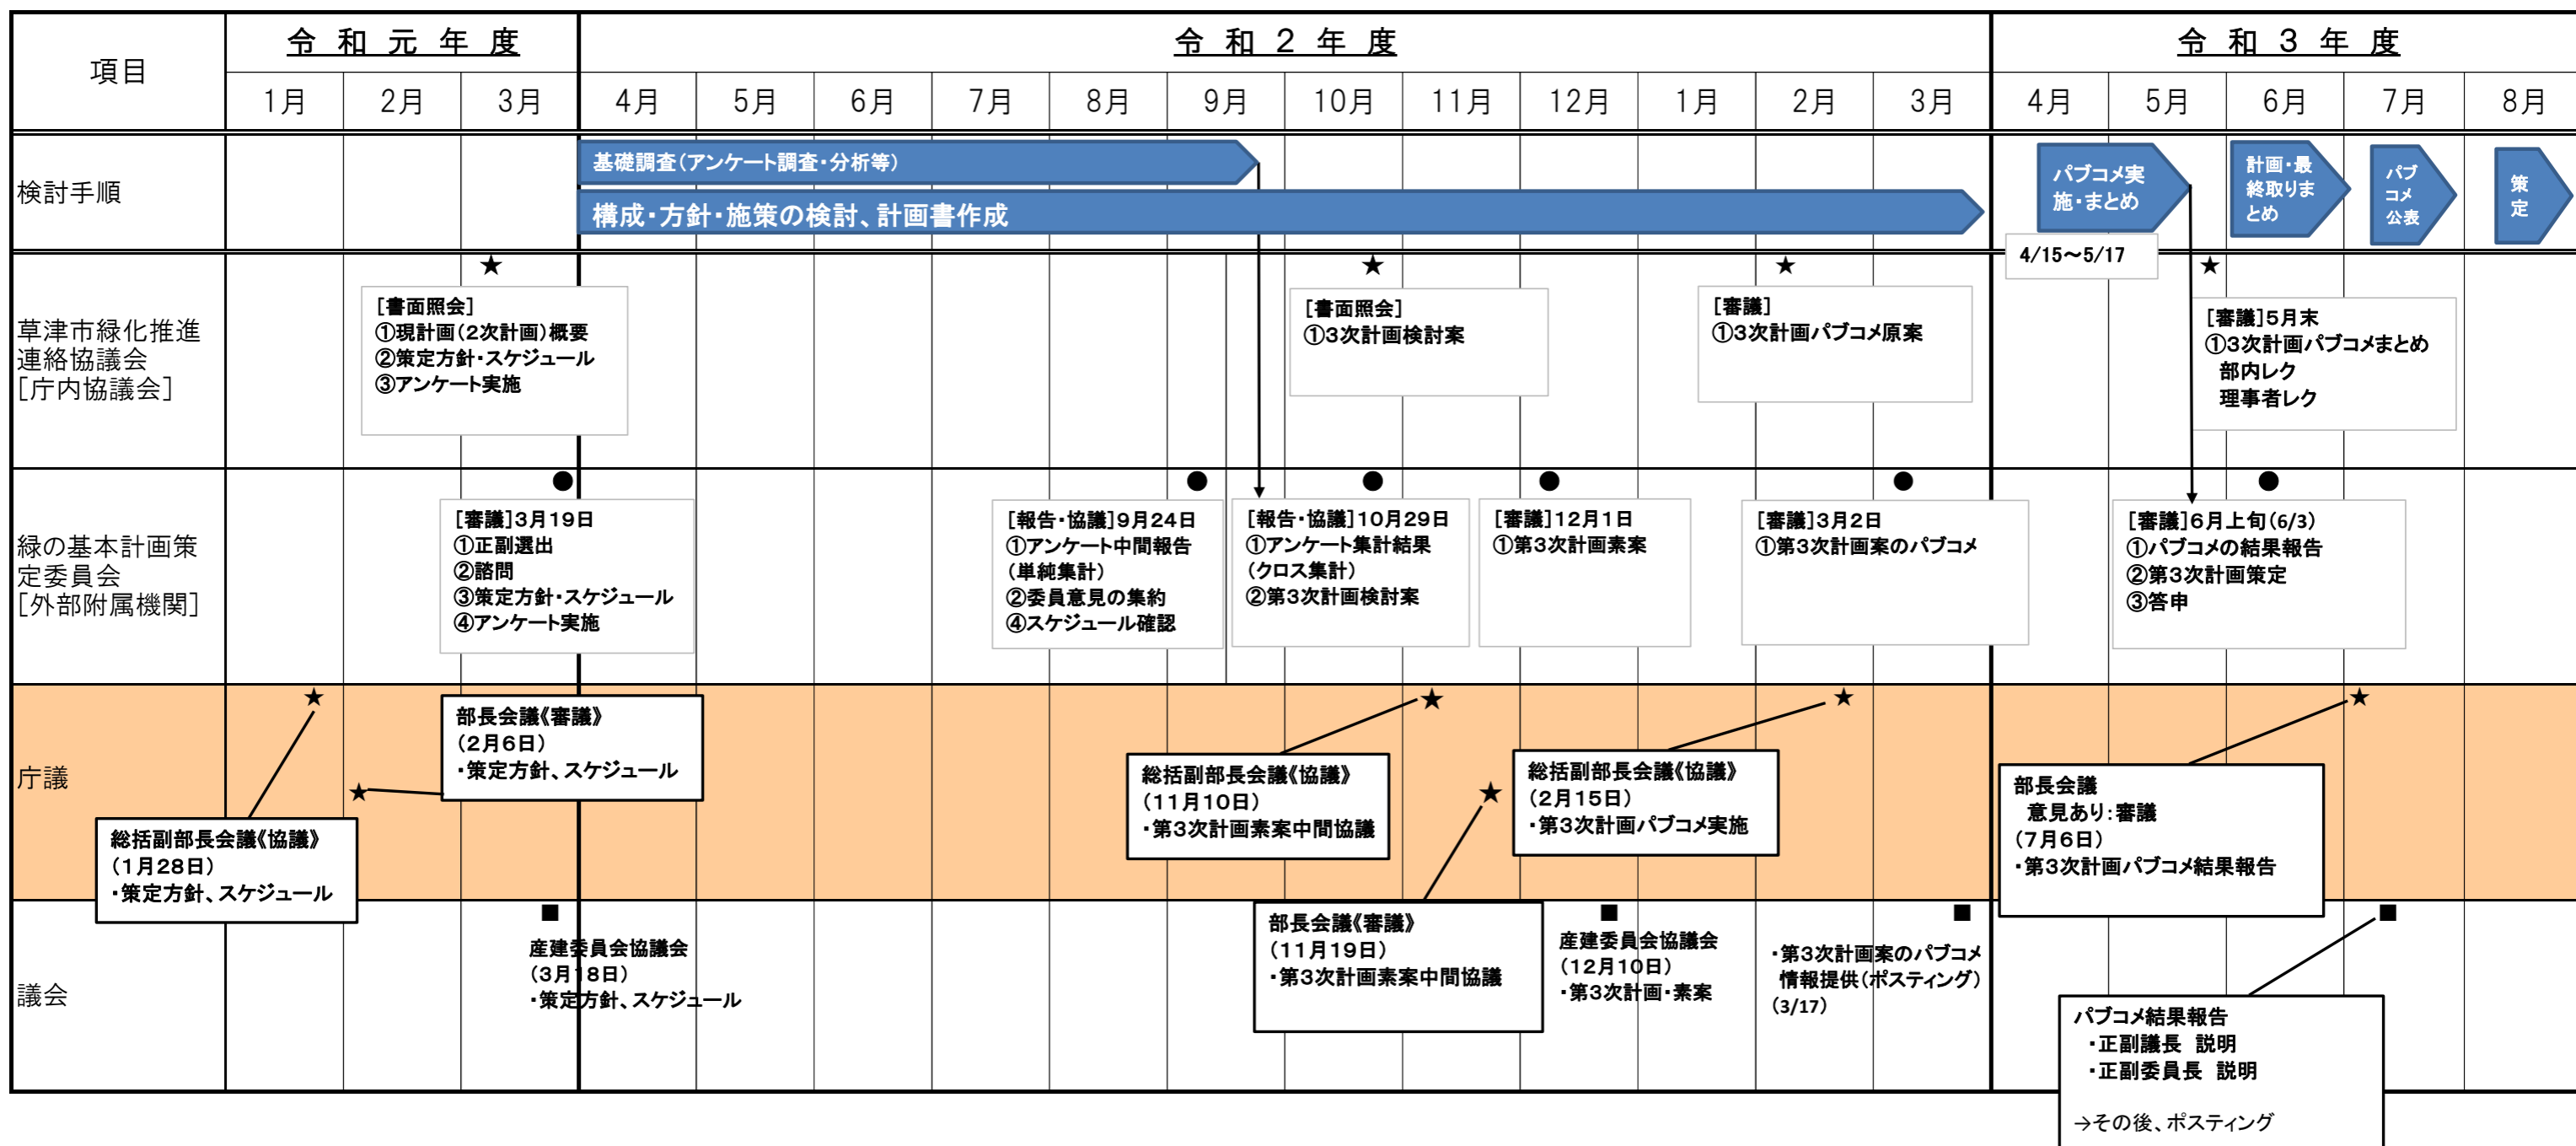 項目
令和元年度
令和2年度
令和3年度
1月 2月 3月 4月 5月 6月 7月 8月 9月 10月 11月 12月 1月 2月 3月 4月 5月 6月 7月 8月
検討手順
基礎調査(アンケート調査・分析等)
構成・方針・施策の検討、計画書作成
パブコメ実
施・まとめ
4/15～5/17
計画・最
終取りま
とめ
パブ
コメ
公表
策
定
草津市緑化推進
連絡協議会
[庁内協議会]
★
[書面照会]
①現計画(2次計画)概要
②策定方針・スケジュール
③アンケート実施
★
[書面照会]
①3次計画検討案
★
[審議]
①3次計画パブコメ原案
★
[審議]5月末
①3次計画パブコメまとめ
部内レク
理事者レク
緑の基本計画策
定委員会
[外部附属機関]
●
[審議]3月19日
①正副選出
②諮問
③策定方針・スケジュール
④アンケート実施
●
[報告・協議]9月24日
①アンケート中間報告
(単純集計)
②委員意見の集約
④スケジュール確認
●
[報告・協議]10月29日
①アンケート集計結果
(クロス集計)
②第3次計画検討案
●
[審議]12月1日
①第3次計画素案
●
[審議]3月2日
①第3次計画案のパブコメ
●
[審議]6月上旬(6/3)
①パブコメの結果報告
②第3次計画策定
③答申
庁議
★
総括副部長会議《協議》
(1月28日)
・策定方針、スケジュール
★
部長会議《審議》
(2月6日)
・策定方針、スケジュール
★
総括副部長会議《協議》
(11月10日)
・第3次計画素案中間協議
★
部長会議《審議》
(11月19日)
・第3次計画素案中間協議
★
総括副部長会議《協議》
(2月15日)
・第3次計画パブコメ実施
★
部長会議
意見あり:審議
(7月6日)
・第3次計画パブコメ結果報告
議会
■
産建委員会協議会
(3月18日)
・策定方針、スケジュール
■
産建委員会協議会
(12月10日)
・第3次計画・素案
■
・第3次計画案のパブコメ
情報提供(ポスティング)
(3/17)
■
パブコメ結果報告
・正副議長 説明
・正副委員長 説明
→その後、ポスティング